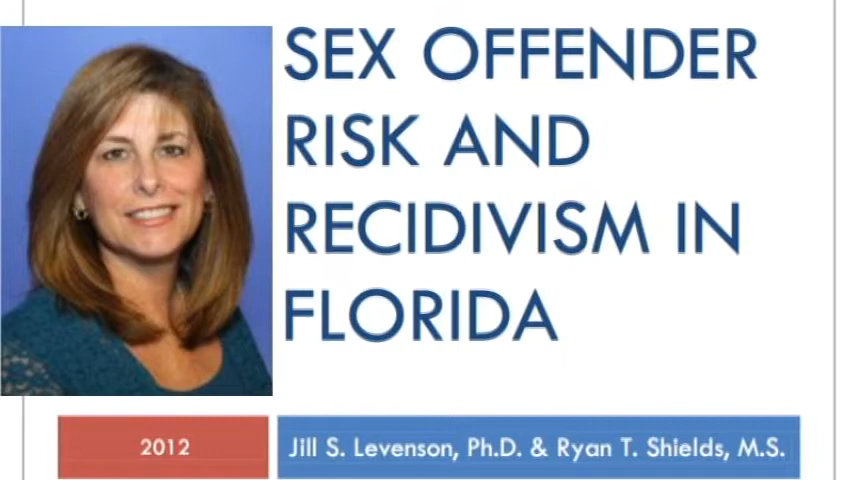 SEX OFFENDER
RISK AND
RECIDIVISM IN
FLORIDA
2012
Jill S. Levenson, Ph.D. & Ryan T. Shields, M.S.